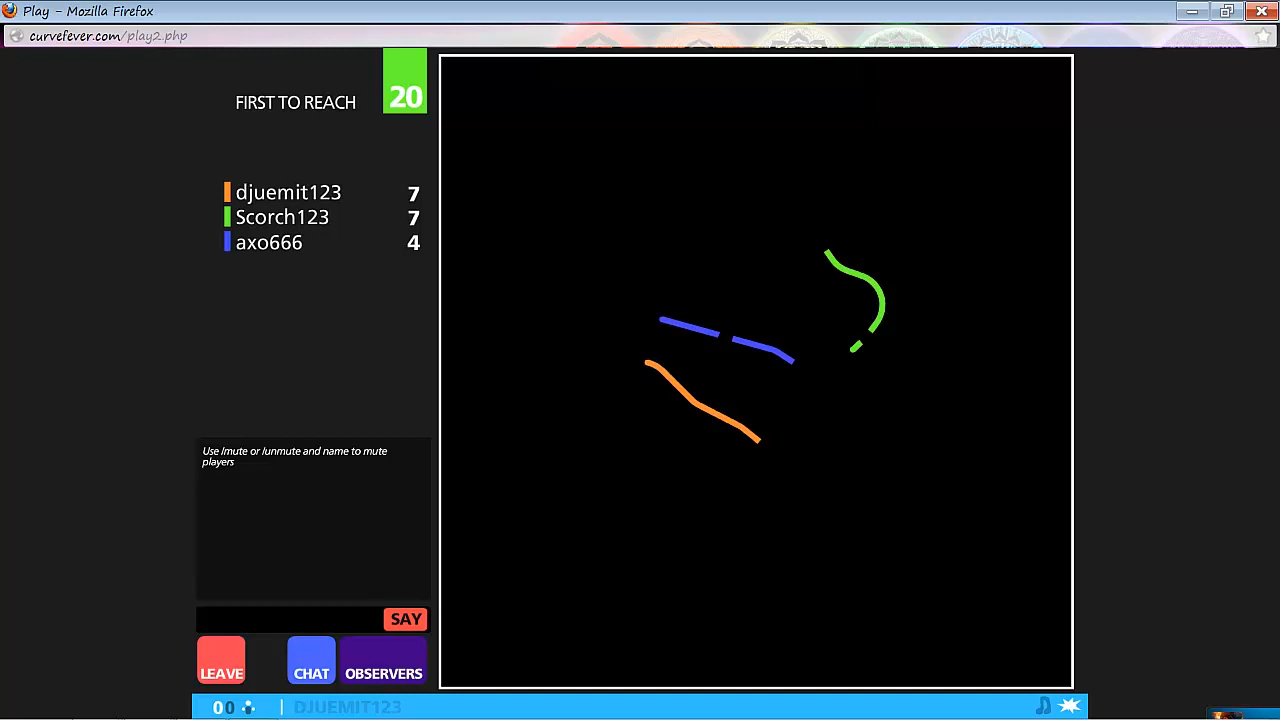 Play - Mozilla Firefox
curvefever.com/play2.php
FIRST TO REACH 20
djuemit123 7
Scorch123 7
axo666 4
Use /mute or /unmute and name to mute
players
SAY
LEAVE CHAT OBSERVERS
00 | DJUEMIT123